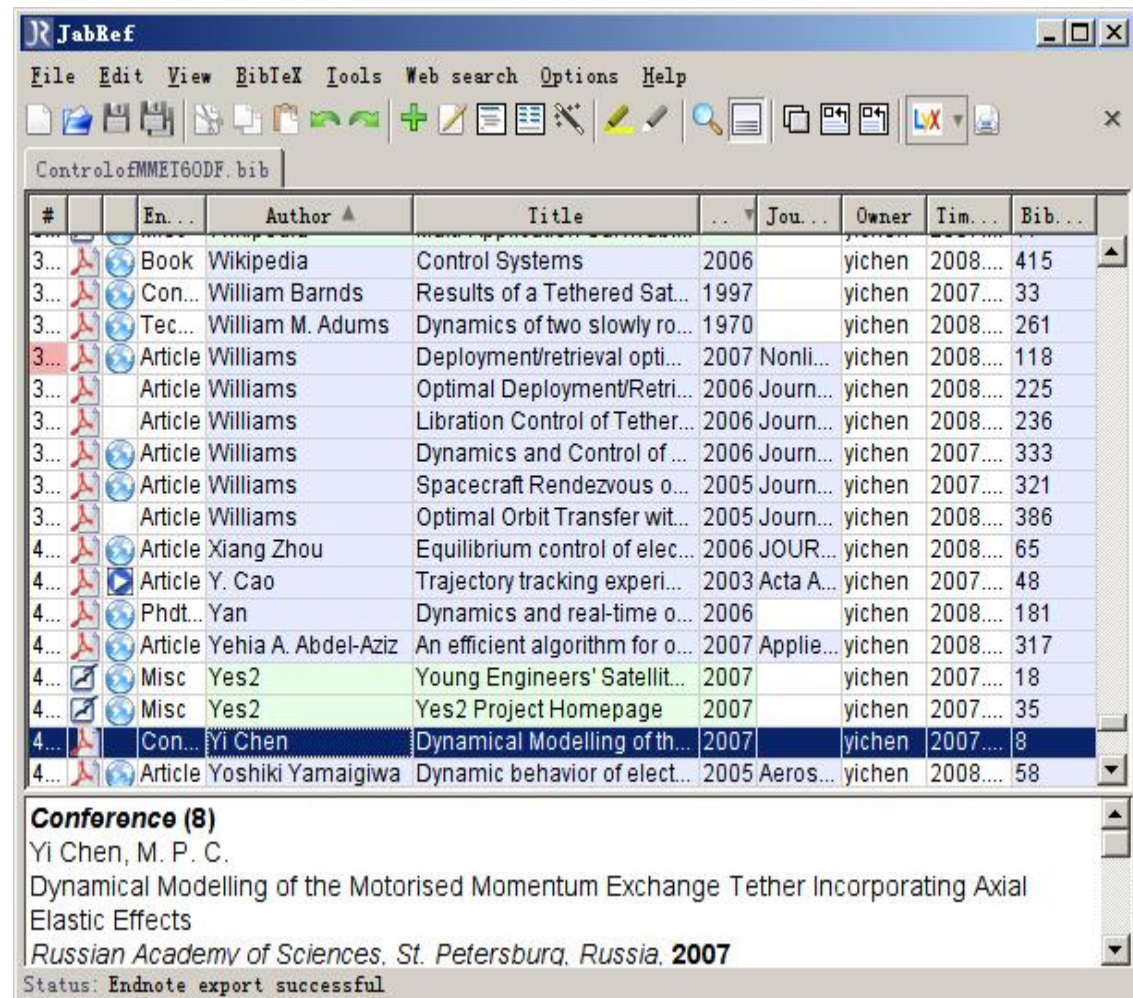 JabRef
File Edit View BibTeX Tools Web search Options Help
LyX
ControlofMMET6ODF.bib
# En... Author Title .. Jou... Owner Tim... Bib...
3... Book Wikipedia Control Systems 2006 yichen 2008.... 415
3... Con... William Barnds Results of a Tethered Sat... 1997 yichen 2007.... 33
3... Tec... William M. Adums Dynamics of two slowly ro... 1970 yichen 2008.... 261
3... Article Williams Deployment/retrieval opti... 2007 Nonli... yichen 2008.... 118
3... Article Williams Optimal Deployment/Retri... 2006 Journ... yichen 2008.... 225
3... Article Williams Libration Control of Tether... 2006 Journ... yichen 2008.... 236
3... Article Williams Dynamics and Control of ... 2006 Journ... yichen 2007.... 333
3... Article Williams Spacecraft Rendezvous o... 2005 Journ... yichen 2007.... 321
3... Article Williams Optimal Orbit Transfer wit... 2005 Journ... yichen 2008.... 386
4... Article Xiang Zhou Equilibrium control of elec... 2006 JOUR... yichen 2008.... 65
4... Article Y. Cao Trajectory tracking experi... 2003 Acta A... yichen 2007.... 48
4... Phdt... Yan Dynamics and real-time o... 2006 yichen 2008.... 181
4... Article Yehia A. Abdel-Aziz An efficient algorithm for o... 2007 Applie... yichen 2008.... 317
4... Misc Yes2 Young Engineers' Satellit... 2007 yichen 2007.... 18
4... Misc Yes2 Yes2 Project Homepage 2007 yichen 2007.... 35
4... Con... Yi Chen Dynamical Modelling of th... 2007 yichen 2007.... 8
4... Article Yoshiki Yamaigiwa Dynamic behavior of elect... 2005 Aeros... yichen 2008.... 58
Conference (8)
Yi Chen, M. P. C.
Dynamical Modelling of the Motorised Momentum Exchange Tether Incorporating Axial
Elastic Effects
Russian Academy of Sciences, St. Petersburg, Russia, 2007
Status: Endnote export successful